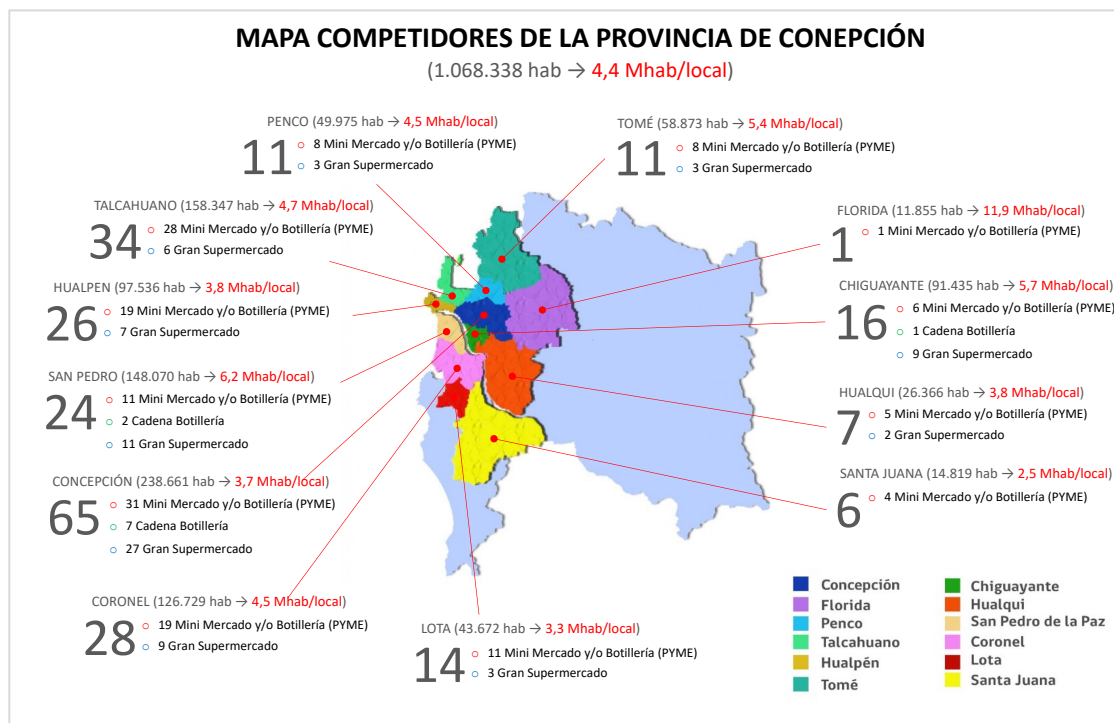 MAPA COMPETIDORES DE LA PROVINCIA DE CONEPCIÓN
(1.068.338 hab → 4,4 Mhab/local)
PENCO (49.975 hab → 4,5 Mhab/local)
11
8 Mini Mercado y/o Botillería (PYME)
3 Gran Supermercado
TOMÉ (58.873 hab → 5,4 Mhab/local)
11
8 Mini Mercado y/o Botillería (PYME)
3 Gran Supermercado
TALCAHUANO (158.347 hab → 4,7 Mhab/local)
34
28 Mini Mercado y/o Botillería (PYME)
6 Gran Supermercado
FLORIDA (11.855 hab → 11,9 Mhab/local)
1
1 Mini Mercado y/o Botillería (PYME)
HUALPEN (97.536 hab → 3,8 Mhab/local)
26
19 Mini Mercado y/o Botillería (PYME)
7 Gran Supermercado
CHIGUAYANTE (91.435 hab → 5,7 Mhab/local)
16
6 Mini Mercado y/o Botillería (PYME)
1 Cadena Botillería
9 Gran Supermercado
SAN PEDRO (148.070 hab → 6,2 Mhab/local)
24
11 Mini Mercado y/o Botillería (PYME)
2 Cadena Botillería
11 Gran Supermercado
HUALQUI (26.366 hab → 3,8 Mhab/local)
7
5 Mini Mercado y/o Botillería (PYME)
2 Gran Supermercado
CONCEPCIÓN (238.661 hab → 3,7 Mhab/local)
65
31 Mini Mercado y/o Botillería (PYME)
7 Cadena Botillería
27 Gran Supermercado
SANTA JUANA (14.819 hab → 2,5 Mhab/local)
6
4 Mini Mercado y/o Botillería (PYME)
CORONEL (126.729 hab → 4,5 Mhab/local)
28
19 Mini Mercado y/o Botillería (PYME)
9 Gran Supermercado
LOTA (43.672 hab → 3,3 Mhab/local)
14
11 Mini Mercado y/o Botillería (PYME)
3 Gran Supermercado
Concepción
Florida
Penco
Talcahuano
Hualpén
Tomé
Chiguayante
Hualqui
San Pedro de la Paz
Coronel
Lota
Santa Juana